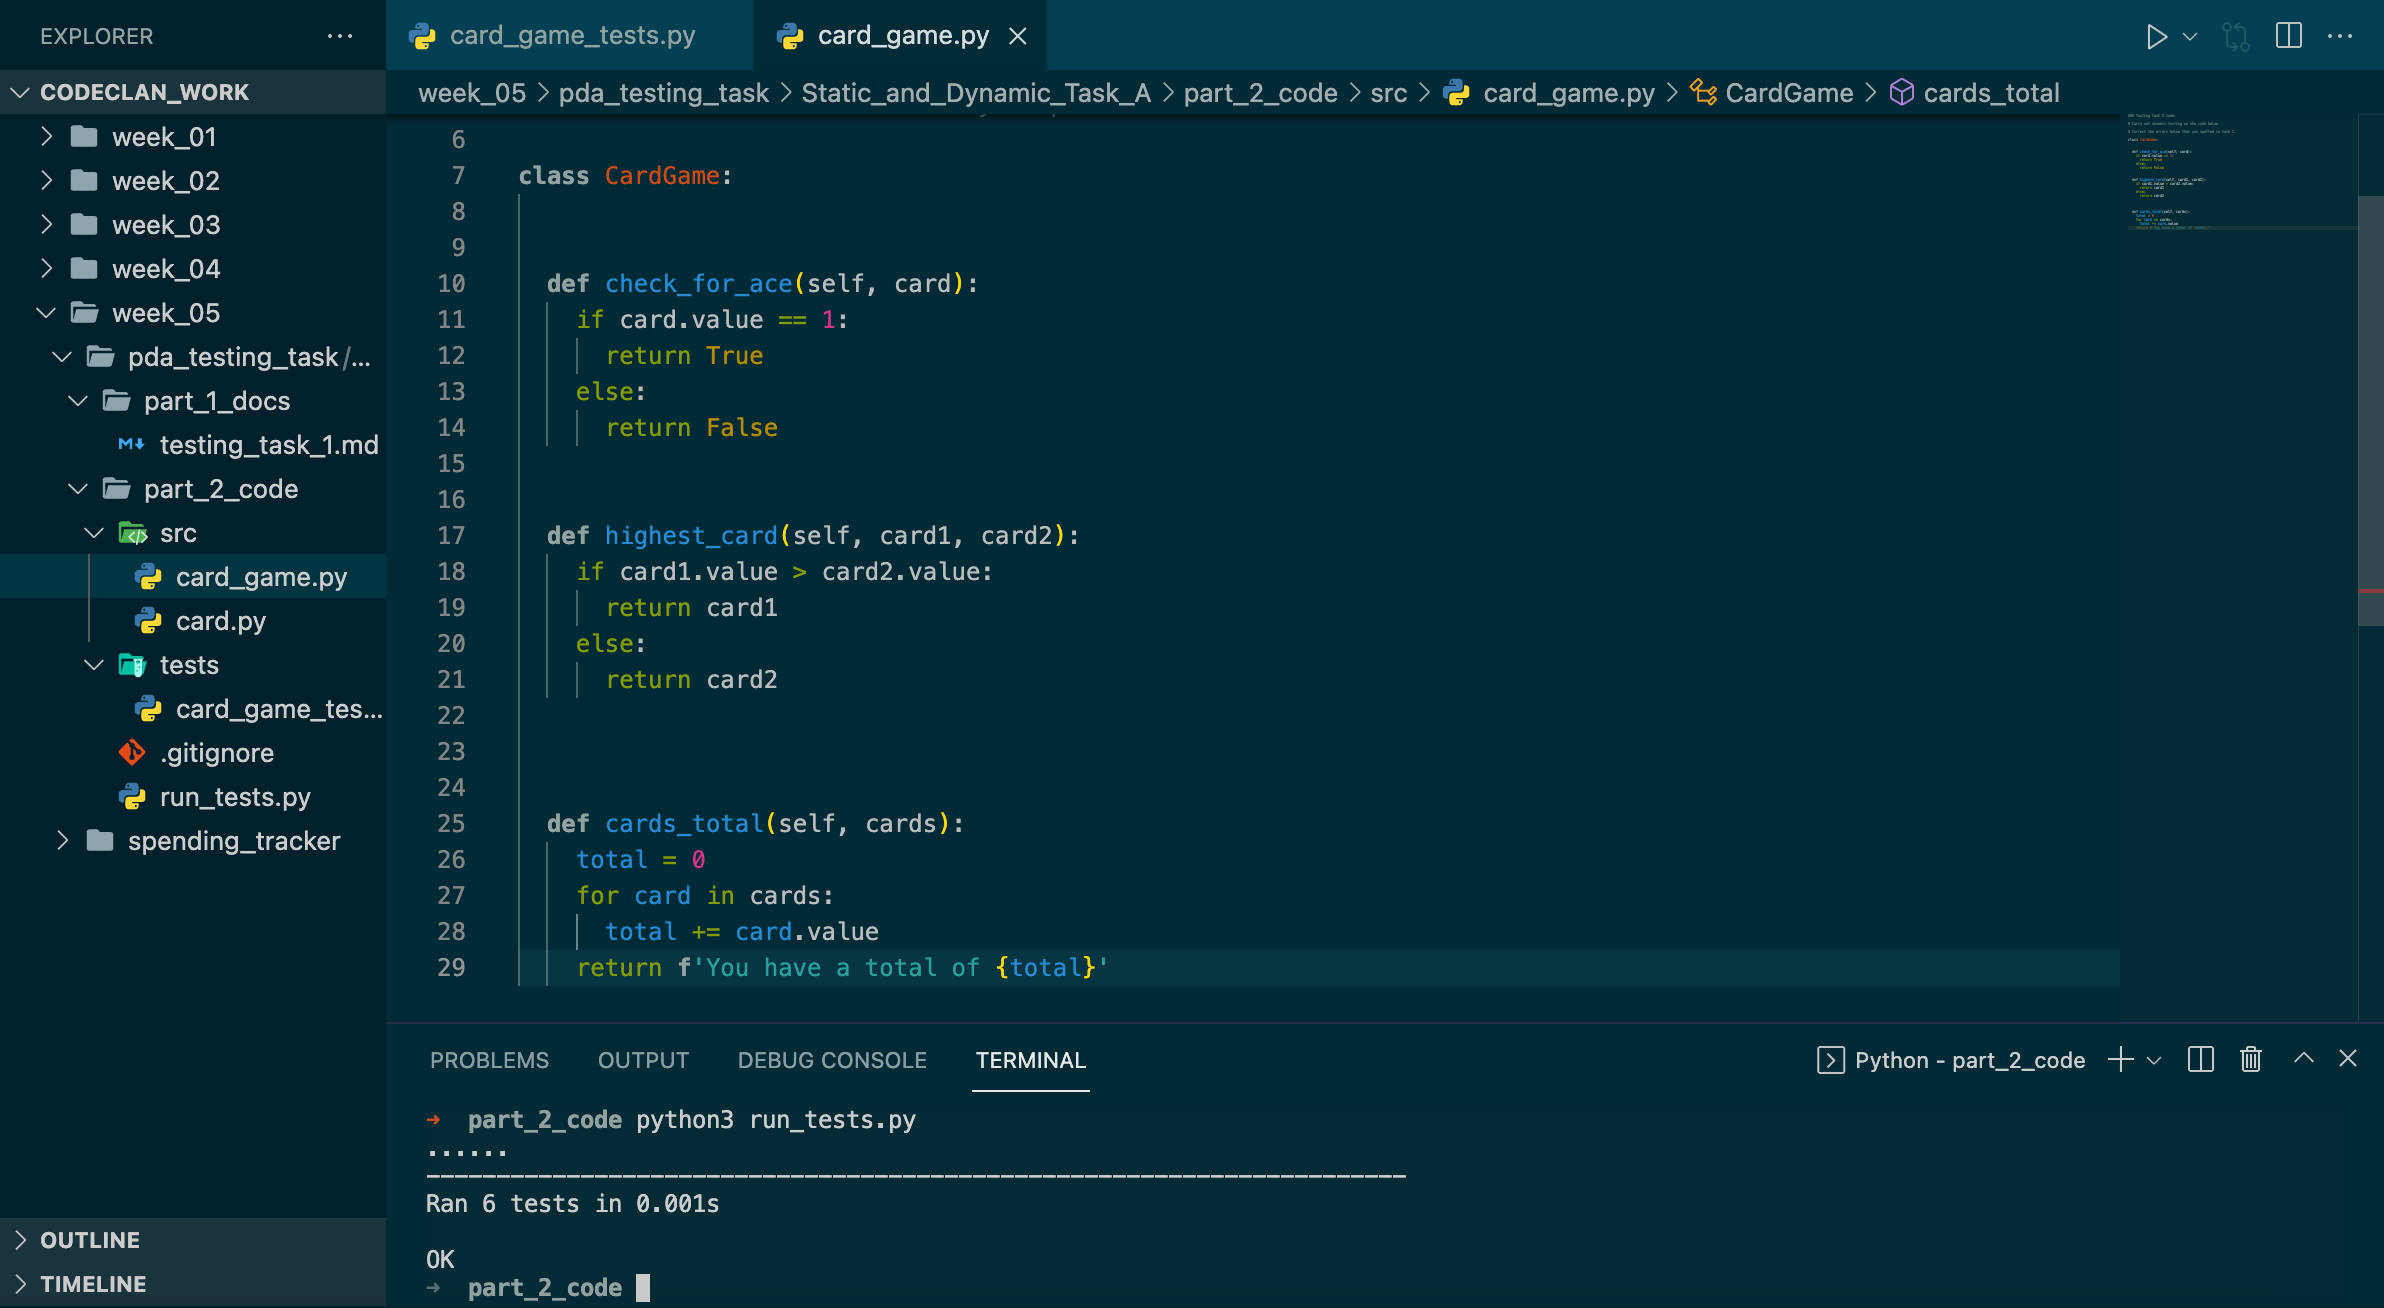 EXPLORER
CODECLAN_WORK
week_01
week_02
week_03
week_04
week_05
pda_testing_task/...
part_1_docs
testing_task_1.md
part_2_code
src
card_game.py
card.py
tests
card_game_tes...
.gitignore
run_tests.py
spending_tracker
OUTLINE
TIMELINE
card_game_tests.py
card_game.py
week_05 > pda_testing_task > Static_and_Dynamic_Task_A > part_2_code > src > card_game.py > CardGame > cards_total
6
7 class CardGame:
8
9
10 def check_for_ace(self, card):
11 if card.value == 1:
12 return True
13 else:
14 return False
15
16
17 def highest_card(self, card1, card2):
18 if card1.value > card2.value:
19 return card1
20 else:
21 return card2
22
23
24
25 def cards_total(self, cards):
26 total = 0
27 for card in cards:
28 total += card.value
29 return f'You have a total of {total}'
PROBLEMS OUTPUT DEBUG CONSOLE TERMINAL
Python - part_2_code
→ part_2_code python3 run_tests.py
......
----------------------------------------------------------------------
Ran 6 tests in 0.001s
OK
→ part_2_code